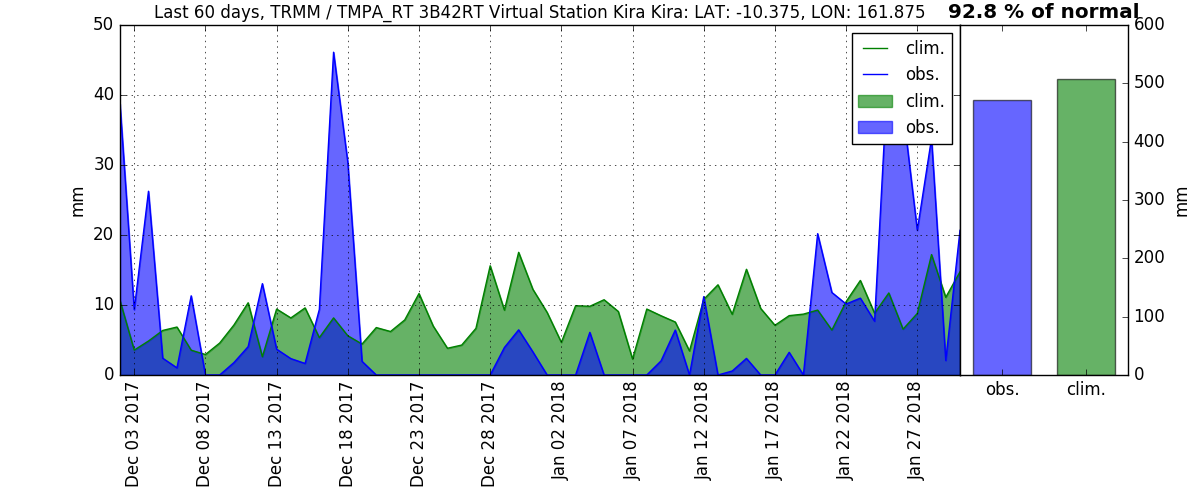 Last 60 days, TRMM / TMPA_RT 3B42RT Virtual Station Kira Kira: LAT: -10.375, LON: 161.875
92.8 % of normal
50
40
30
20
10
0
mm
clim.
obs.
clim.
obs.
600
500
400
300
200
100
0
mm
Dec 03 2017
Dec 08 2017
Dec 13 2017
Dec 18 2017
Dec 23 2017
Dec 28 2017
Jan 02 2018
Jan 07 2018
Jan 12 2018
Jan 17 2018
Jan 22 2018
Jan 27 2018
obs.
clim.